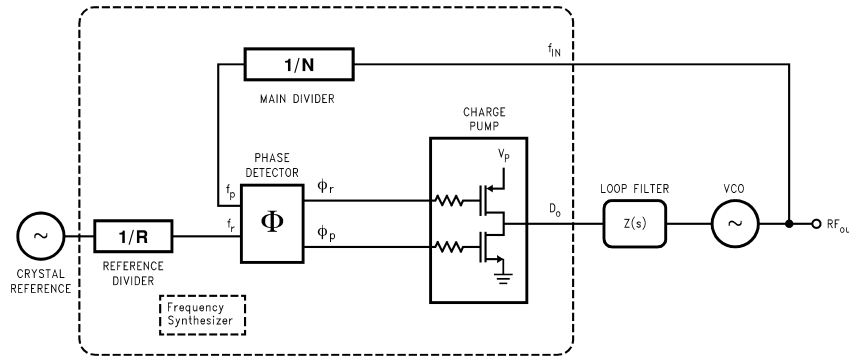 1/N
MAIN DIVIDER
f_IN
CHARGE
PUMP
V_p
PHASE
DETECTOR
f_p
f_r
Φ
ϕ_r
ϕ_p
D_o
LOOP FILTER
Z(s)
VCO
~
RF_ou
~
CRYSTAL
REFERENCE
1/R
REFERENCE
DIVIDER
Frequency
Synthesizer